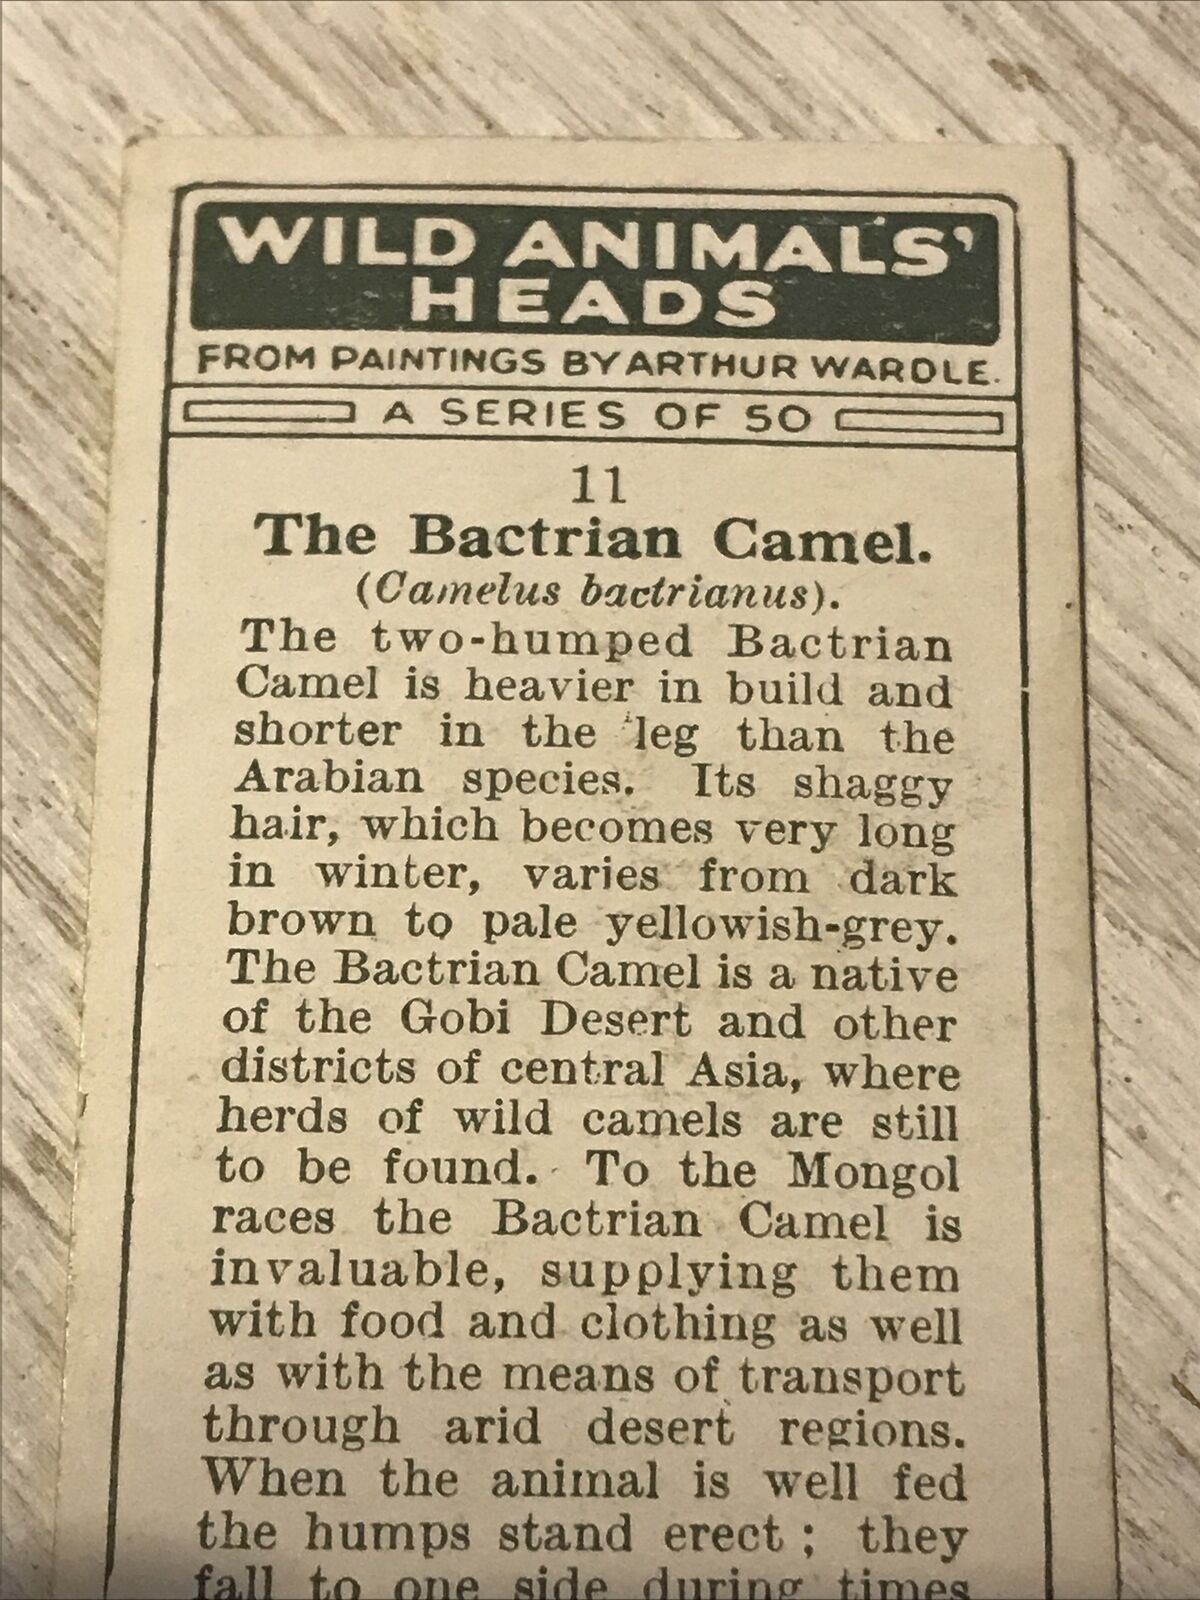 WILD ANIMALS'
HEADS
FROM PAINTINGS BY ARTHUR WARDLE.
A SERIES OF 50
11
The Bactrian Camel.
(Camelus bactrianus).
The two-humped Bactrian
Camel is heavier in build and
shorter in the leg than the
Arabian species. Its shaggy
hair, which becomes very long
in winter, varies from dark
brown to pale yellowish-grey.
The Bactrian Camel is a native
of the Gobi Desert and other
districts of central Asia, where
herds of wild camels are still
to be found. To the Mongol
races the Bactrian Camel is
invaluable, supplying them
with food and clothing as well
as with the means of transport
through arid desert regions.
When the animal is well fed
the humps stand erect; they
fall to one side during times